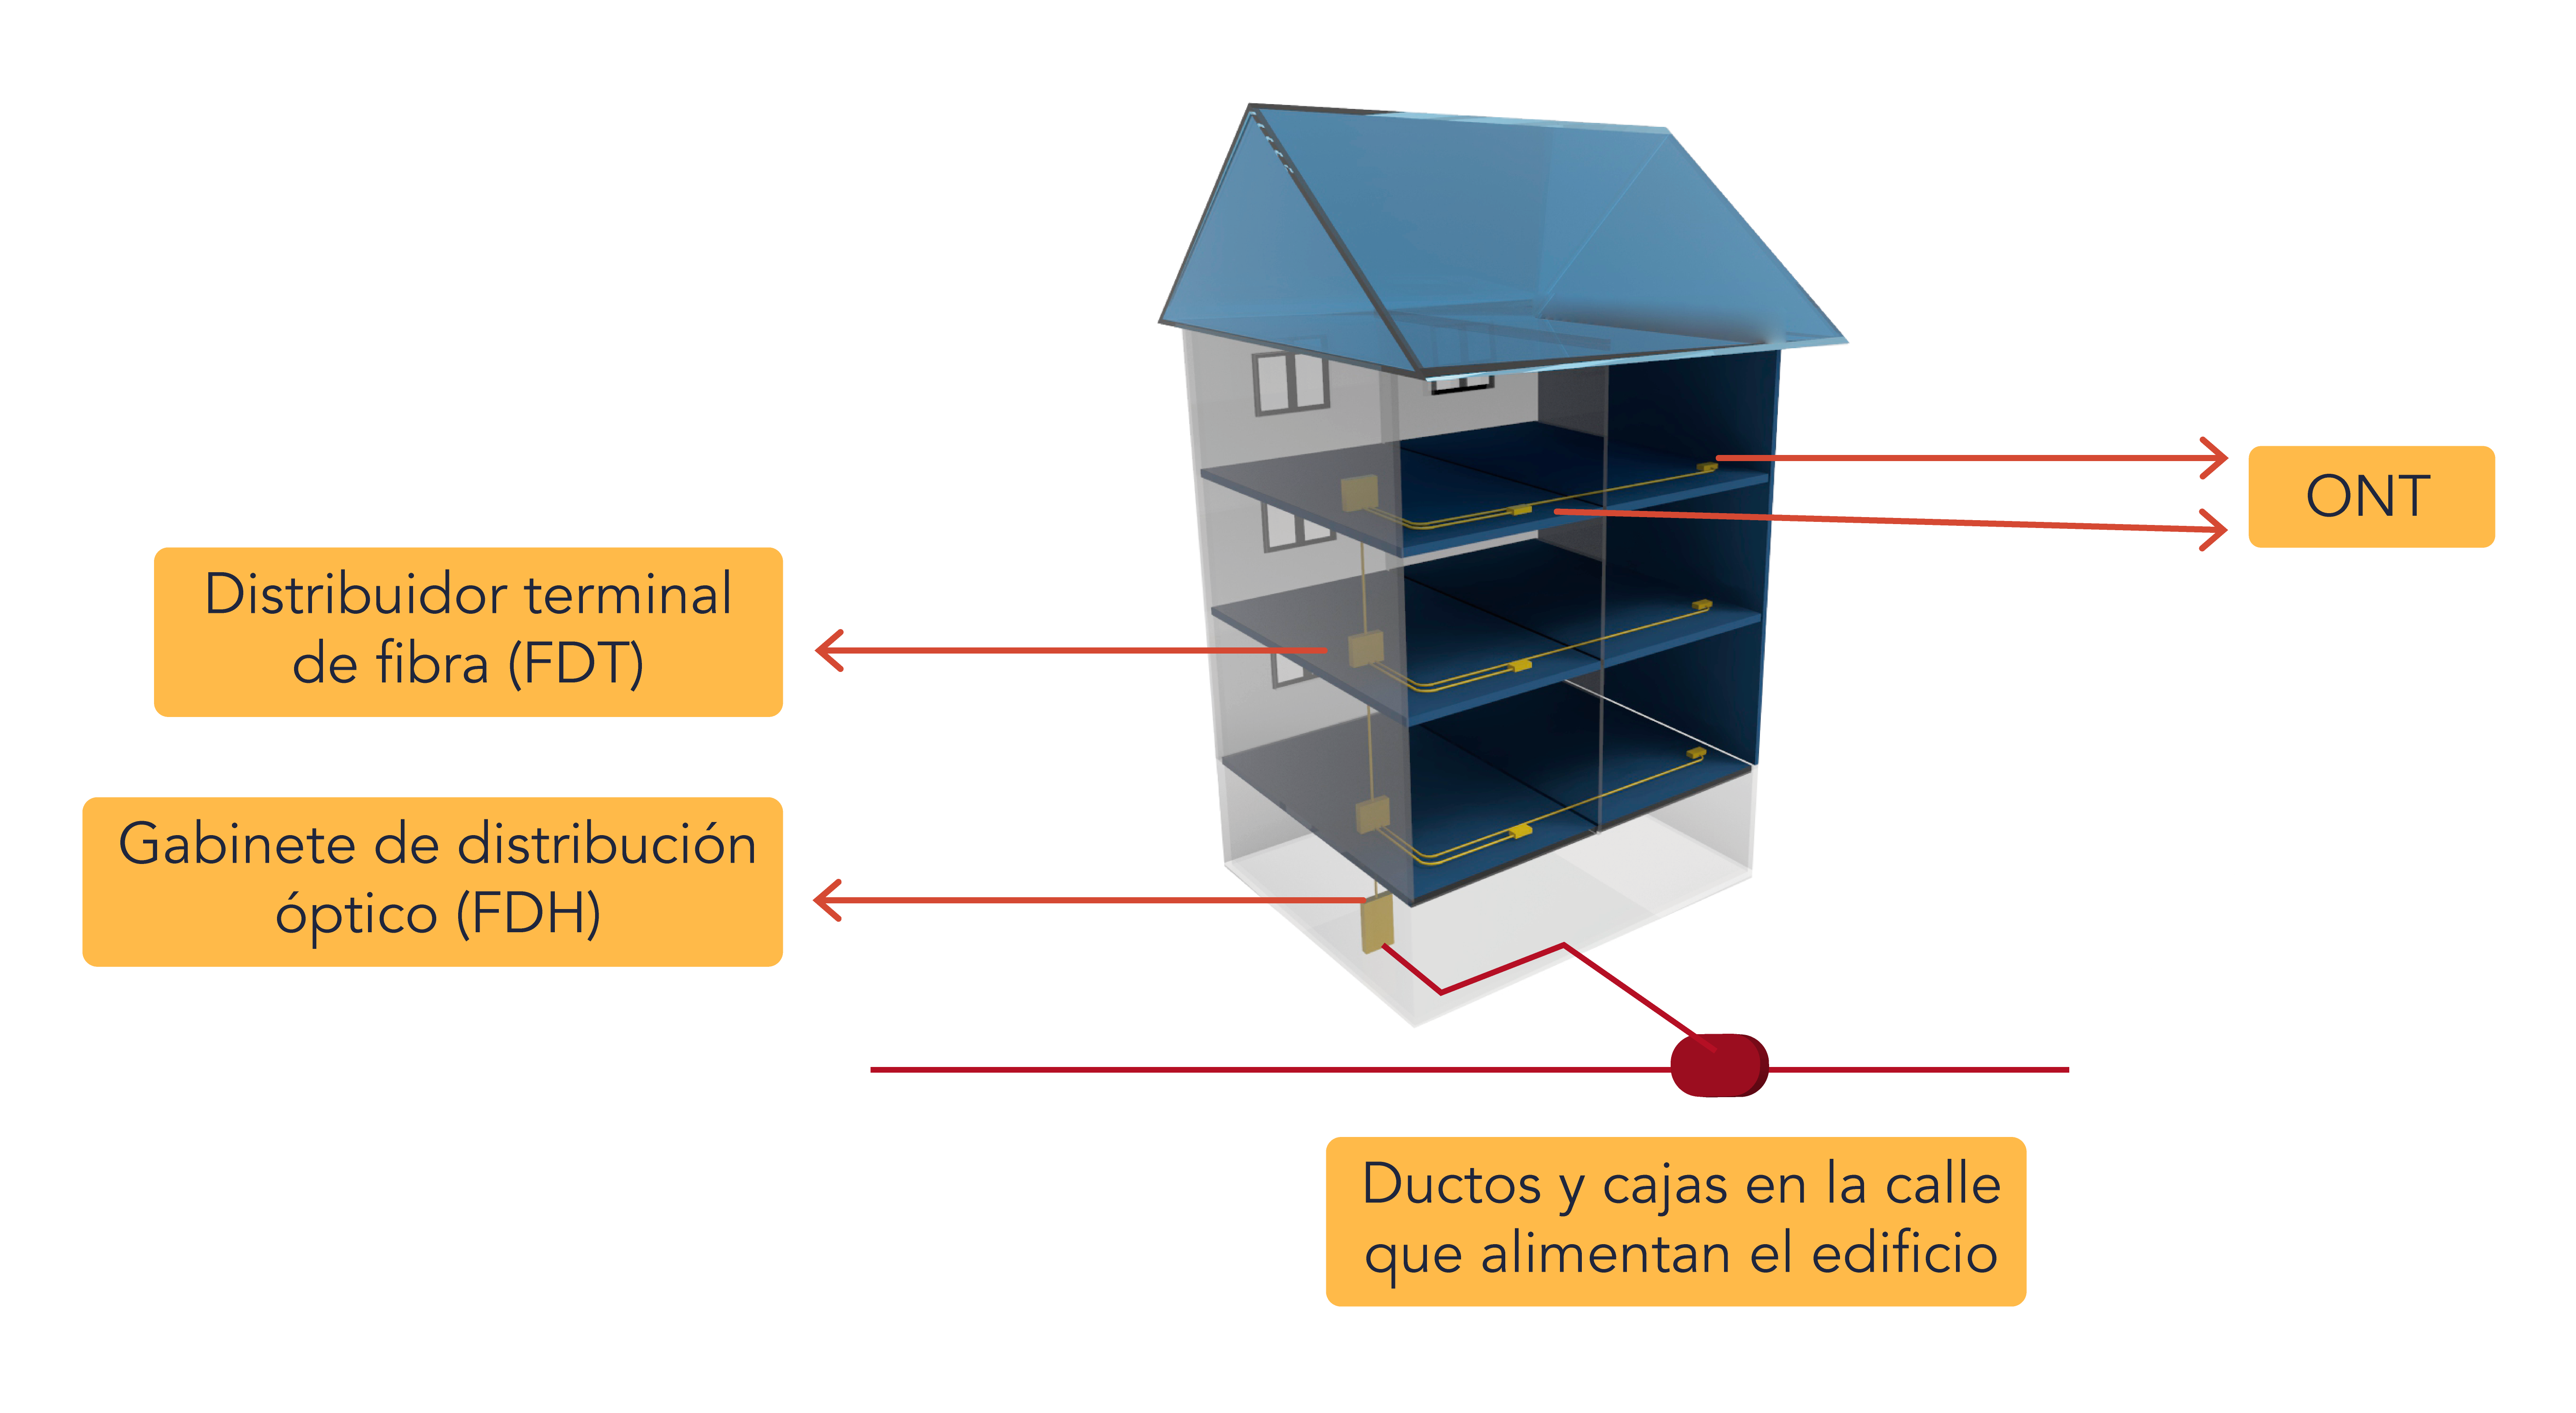 ONT
Distribuidor terminal
de fibra (FDT)
Gabinete de distribución
óptico (FDH)
Ductos y cajas en la calle
que alimentan el edificio